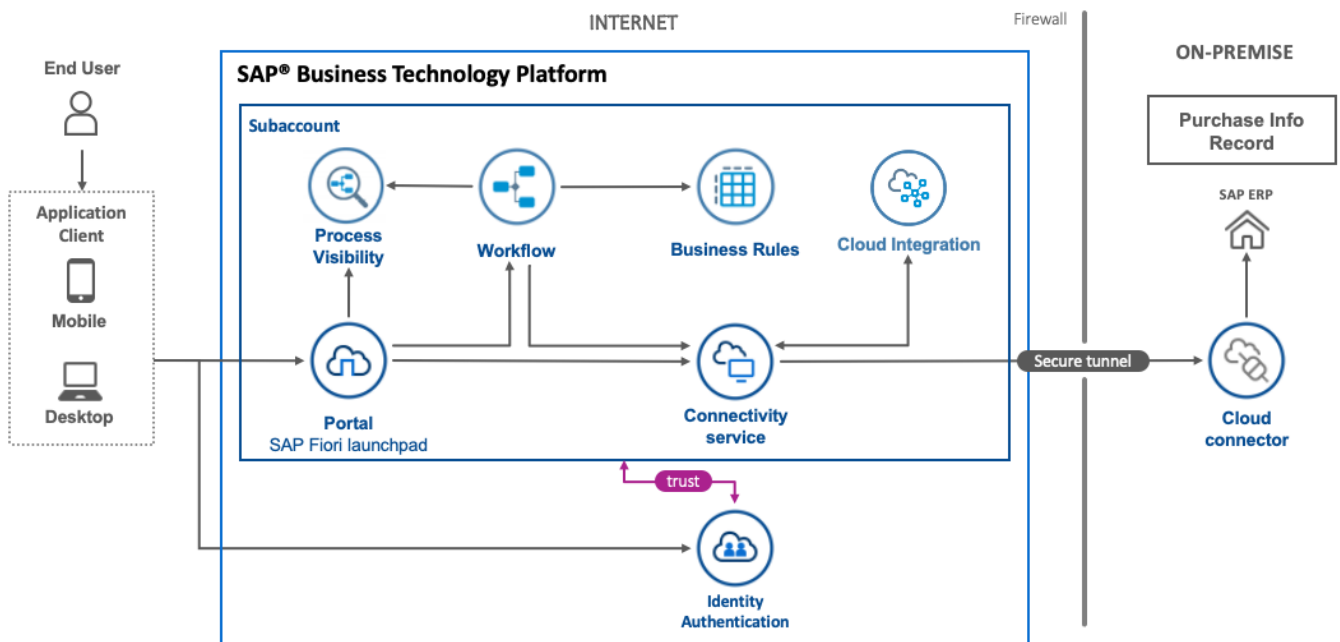 INTERNET
Firewall
ON-PREMISE
End User
SAP® Business Technology Platform
Subaccount
Purchase Info
Record
SAP ERP
Application
Client
Mobile
Desktop
Process
Visibility
Workflow
Business Rules
Cloud Integration
Portal
SAP Fiori launchpad
Connectivity
service
Secure tunnel
Cloud
connector
trust
Identity
Authentication